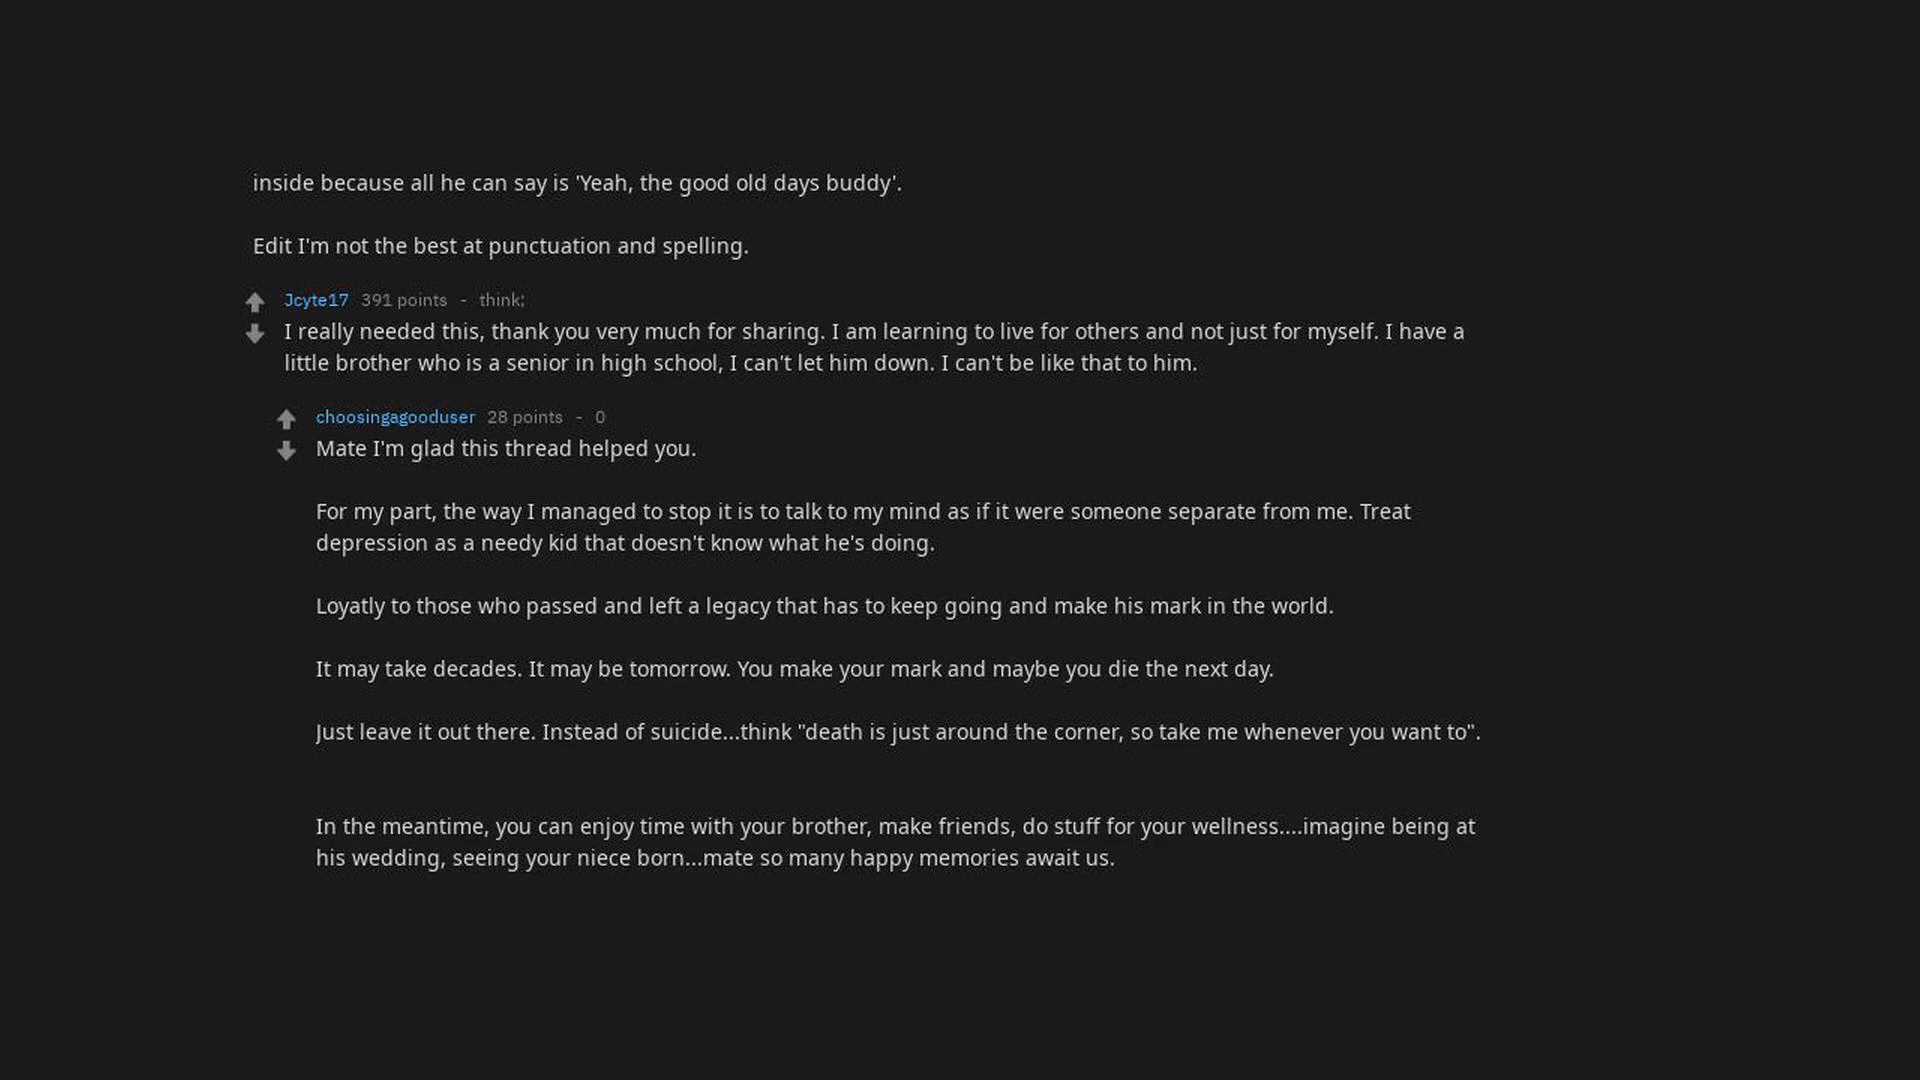 inside because all he can say is 'Yeah, the good old days buddy'.
Edit I'm not the best at punctuation and spelling.
Jcyte17 391 points - think;
I really needed this, thank you very much for sharing. I am learning to live for others and not just for myself. I have a
little brother who is a senior in high school, I can't let him down. I can't be like that to him.
choosingagooduser 28 points - 0
Mate I'm glad this thread helped you.
For my part, the way I managed to stop it is to talk to my mind as if it were someone separate from me. Treat
depression as a needy kid that doesn't know what he's doing.
Loyatly to those who passed and left a legacy that has to keep going and make his mark in the world.
It may take decades. It may be tomorrow. You make your mark and maybe you die the next day.
Just leave it out there. Instead of suicide...think "death is just around the corner, so take me whenever you want to".
In the meantime, you can enjoy time with your brother, make friends, do stuff for your wellness....imagine being at
his wedding, seeing your niece born...mate so many happy memories await us.